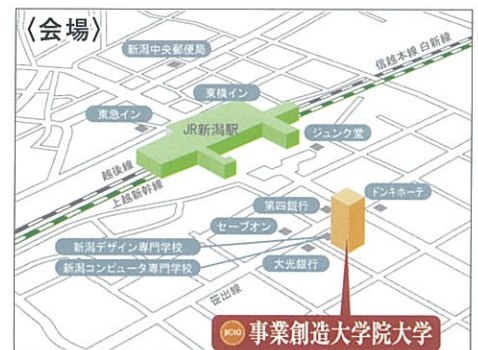 〈会場〉
新潟中央郵便局
信越本線 白新線
東横イン
東急イン
JR新潟駅
ジュンク堂
越後線
上越新幹線
ドンキホーテ
第四銀行
セーブオン
新潟デザイン専門学校
新潟コンピュータ専門学校
大光銀行
笹出線
事業創造大学院大学